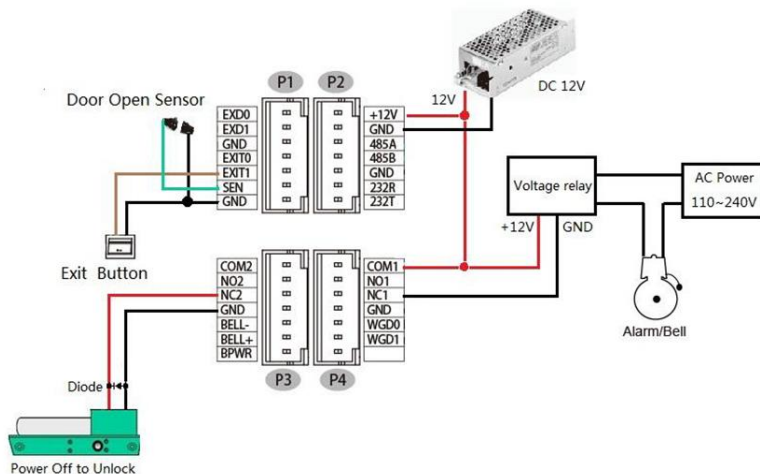 P1
P2
Door Open Sensor
12V
DC 12V
EXD0
EXD1
GND
EXIT0
EXIT1
SEN
GND
+12V
GND
485A
485B
GND
232R
232T
Voltage relay
AC Power
110~240V
+12V
GND
Exit Button
COM2
NO2
NC2
GND
BELL-
BELL+
BPWR
COM1
NO1
NC1
GND
WGD0
WGD1
Alarm/Bell
P3
P4
Diode
Power Off to Unlock